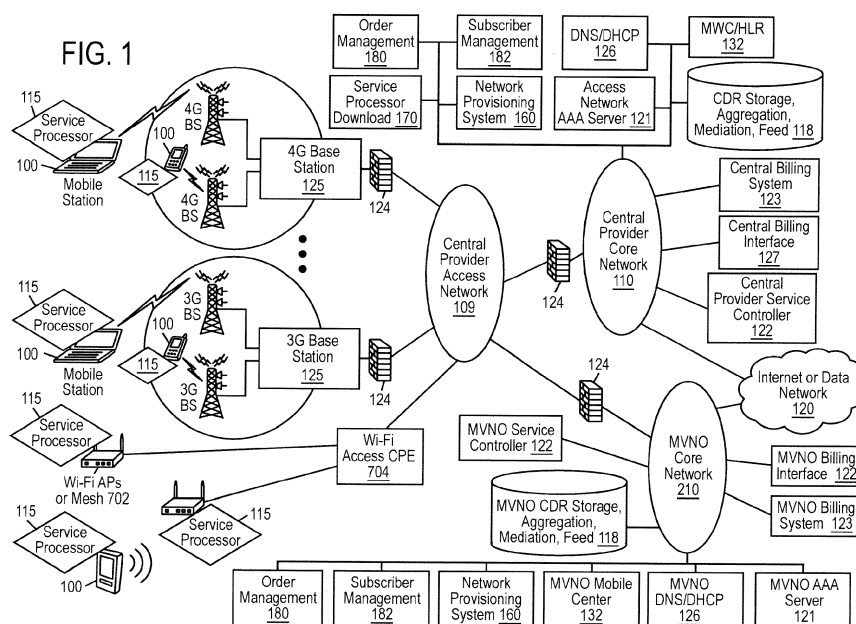 FIG. 1
Order
Management
180
Subscriber
Management
182
DNS/DHCP
126
MWC/HLR
132
Service
Processor
Download 170
Network
Provisioning
System 160
Access
Network
AAA Server 121
CDR Storage,
Aggregation,
Mediation, Feed 118
115
Service
Processor
100
Mobile
Station
4G
BS
100
115
4G
BS
4G Base
Station
125
124
Central
Provider
Access
Network
109
124
Central
Provider
Core
Network
110
Central Billing
System
123
Central Billing
Interface
127
Central
Provider Service
Controller
122
115
Service
Processor
100
Mobile
Station
3G
BS
100
115
3G
BS
3G Base
Station
125
124
124
Internet or Data
Network
120
115
Service
Processor
Wi-Fi APs
or Mesh 702
Wi-Fi
Access CPE
704
MVNO Service
Controller 122
MVNO
Core
Network
210
MVNO Billing
Interface 122
MVNO Billing
System 123
MVNO CDR Storage,
Aggregation,
Mediation, Feed 118
115
Service
Processor
115
Service
Processor
100
Order
Management
180
Subscriber
Management
182
Network
Provisioning
System 160
MVNO Mobile
Center
132
MVNO
DNS/DHCP
126
MVNO AAA
Server
121